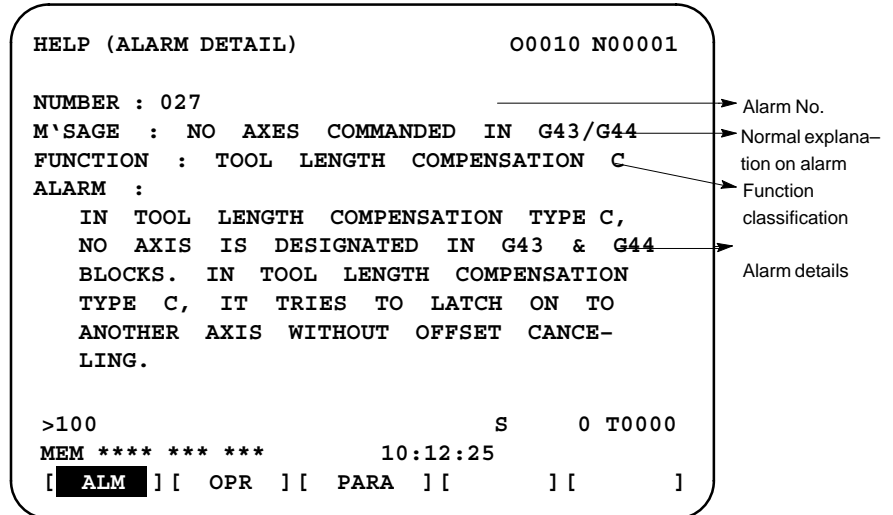 HELP (ALARM DETAIL) O0010 N00001
NUMBER : 027
M‘SAGE : NO AXES COMMANDED IN G43/G44
FUNCTION : TOOL LENGTH COMPENSATION C
ALARM :
IN TOOL LENGTH COMPENSATION TYPE C,
NO AXIS IS DESIGNATED IN G43 & G44
BLOCKS. IN TOOL LENGTH COMPENSATION
TYPE C, IT TRIES TO LATCH ON TO
ANOTHER AXIS WITHOUT OFFSET CANCE–
LING.
>100 S 0 T0000
MEM **** *** *** 10:12:25
[ ALM ] [ OPR ] [ PARA ] [ ] [ ]
Alarm No.
Normal explana–
tion on alarm
Function
classification
Alarm details